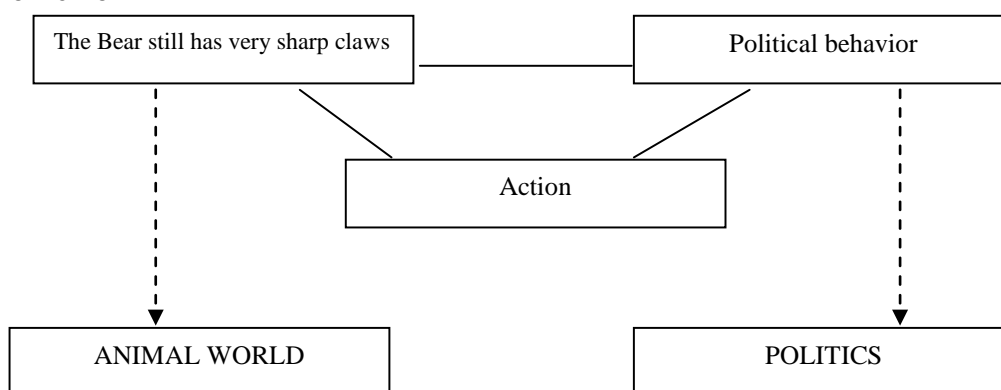 The Bear still has very sharp claws
Political behavior
Action
ANIMAL WORLD
POLITICS